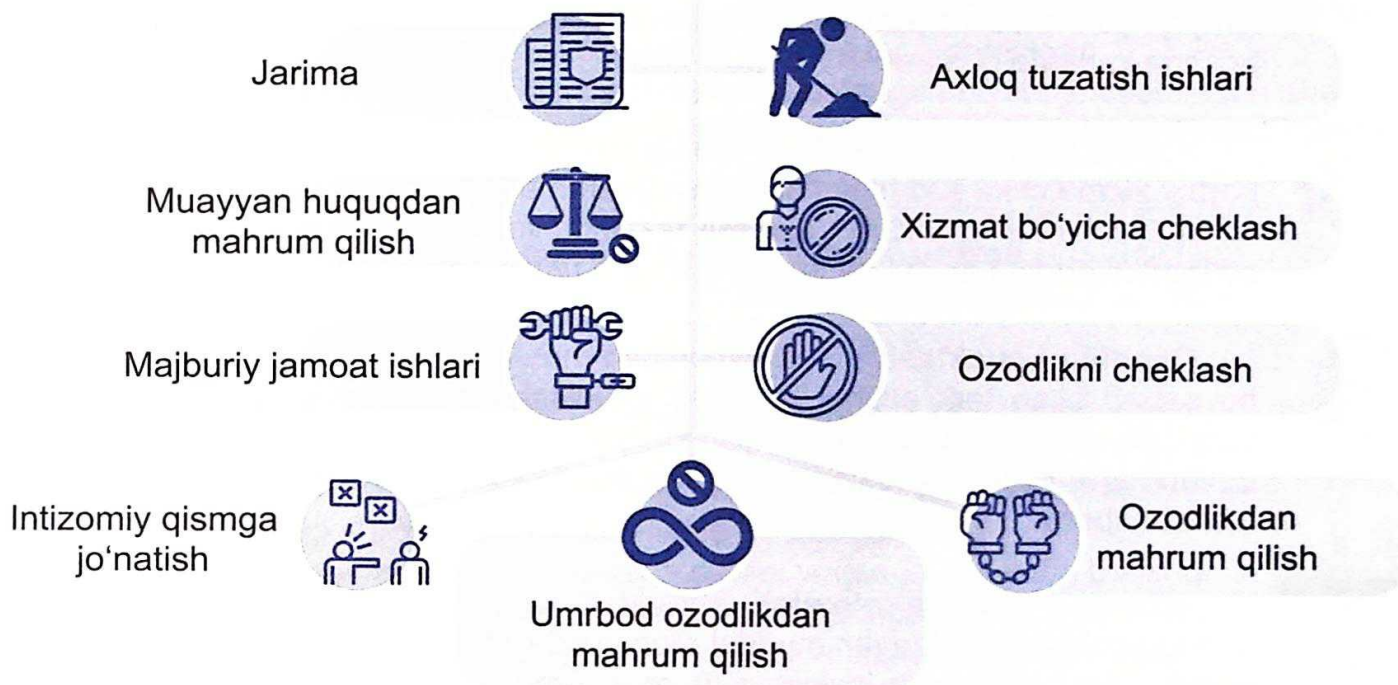 Jarima
Axloq tuzatish ishlari
Muayyan huquqdan
mahrum qilish
Xizmat bo‘yicha cheklash
Majburiy jamoat ishlari
Ozodlikni cheklash
Intizomiy qismga
jo‘natish
Umrbod ozodlikdan
mahrum qilish
Ozodlikdan
mahrum qilish